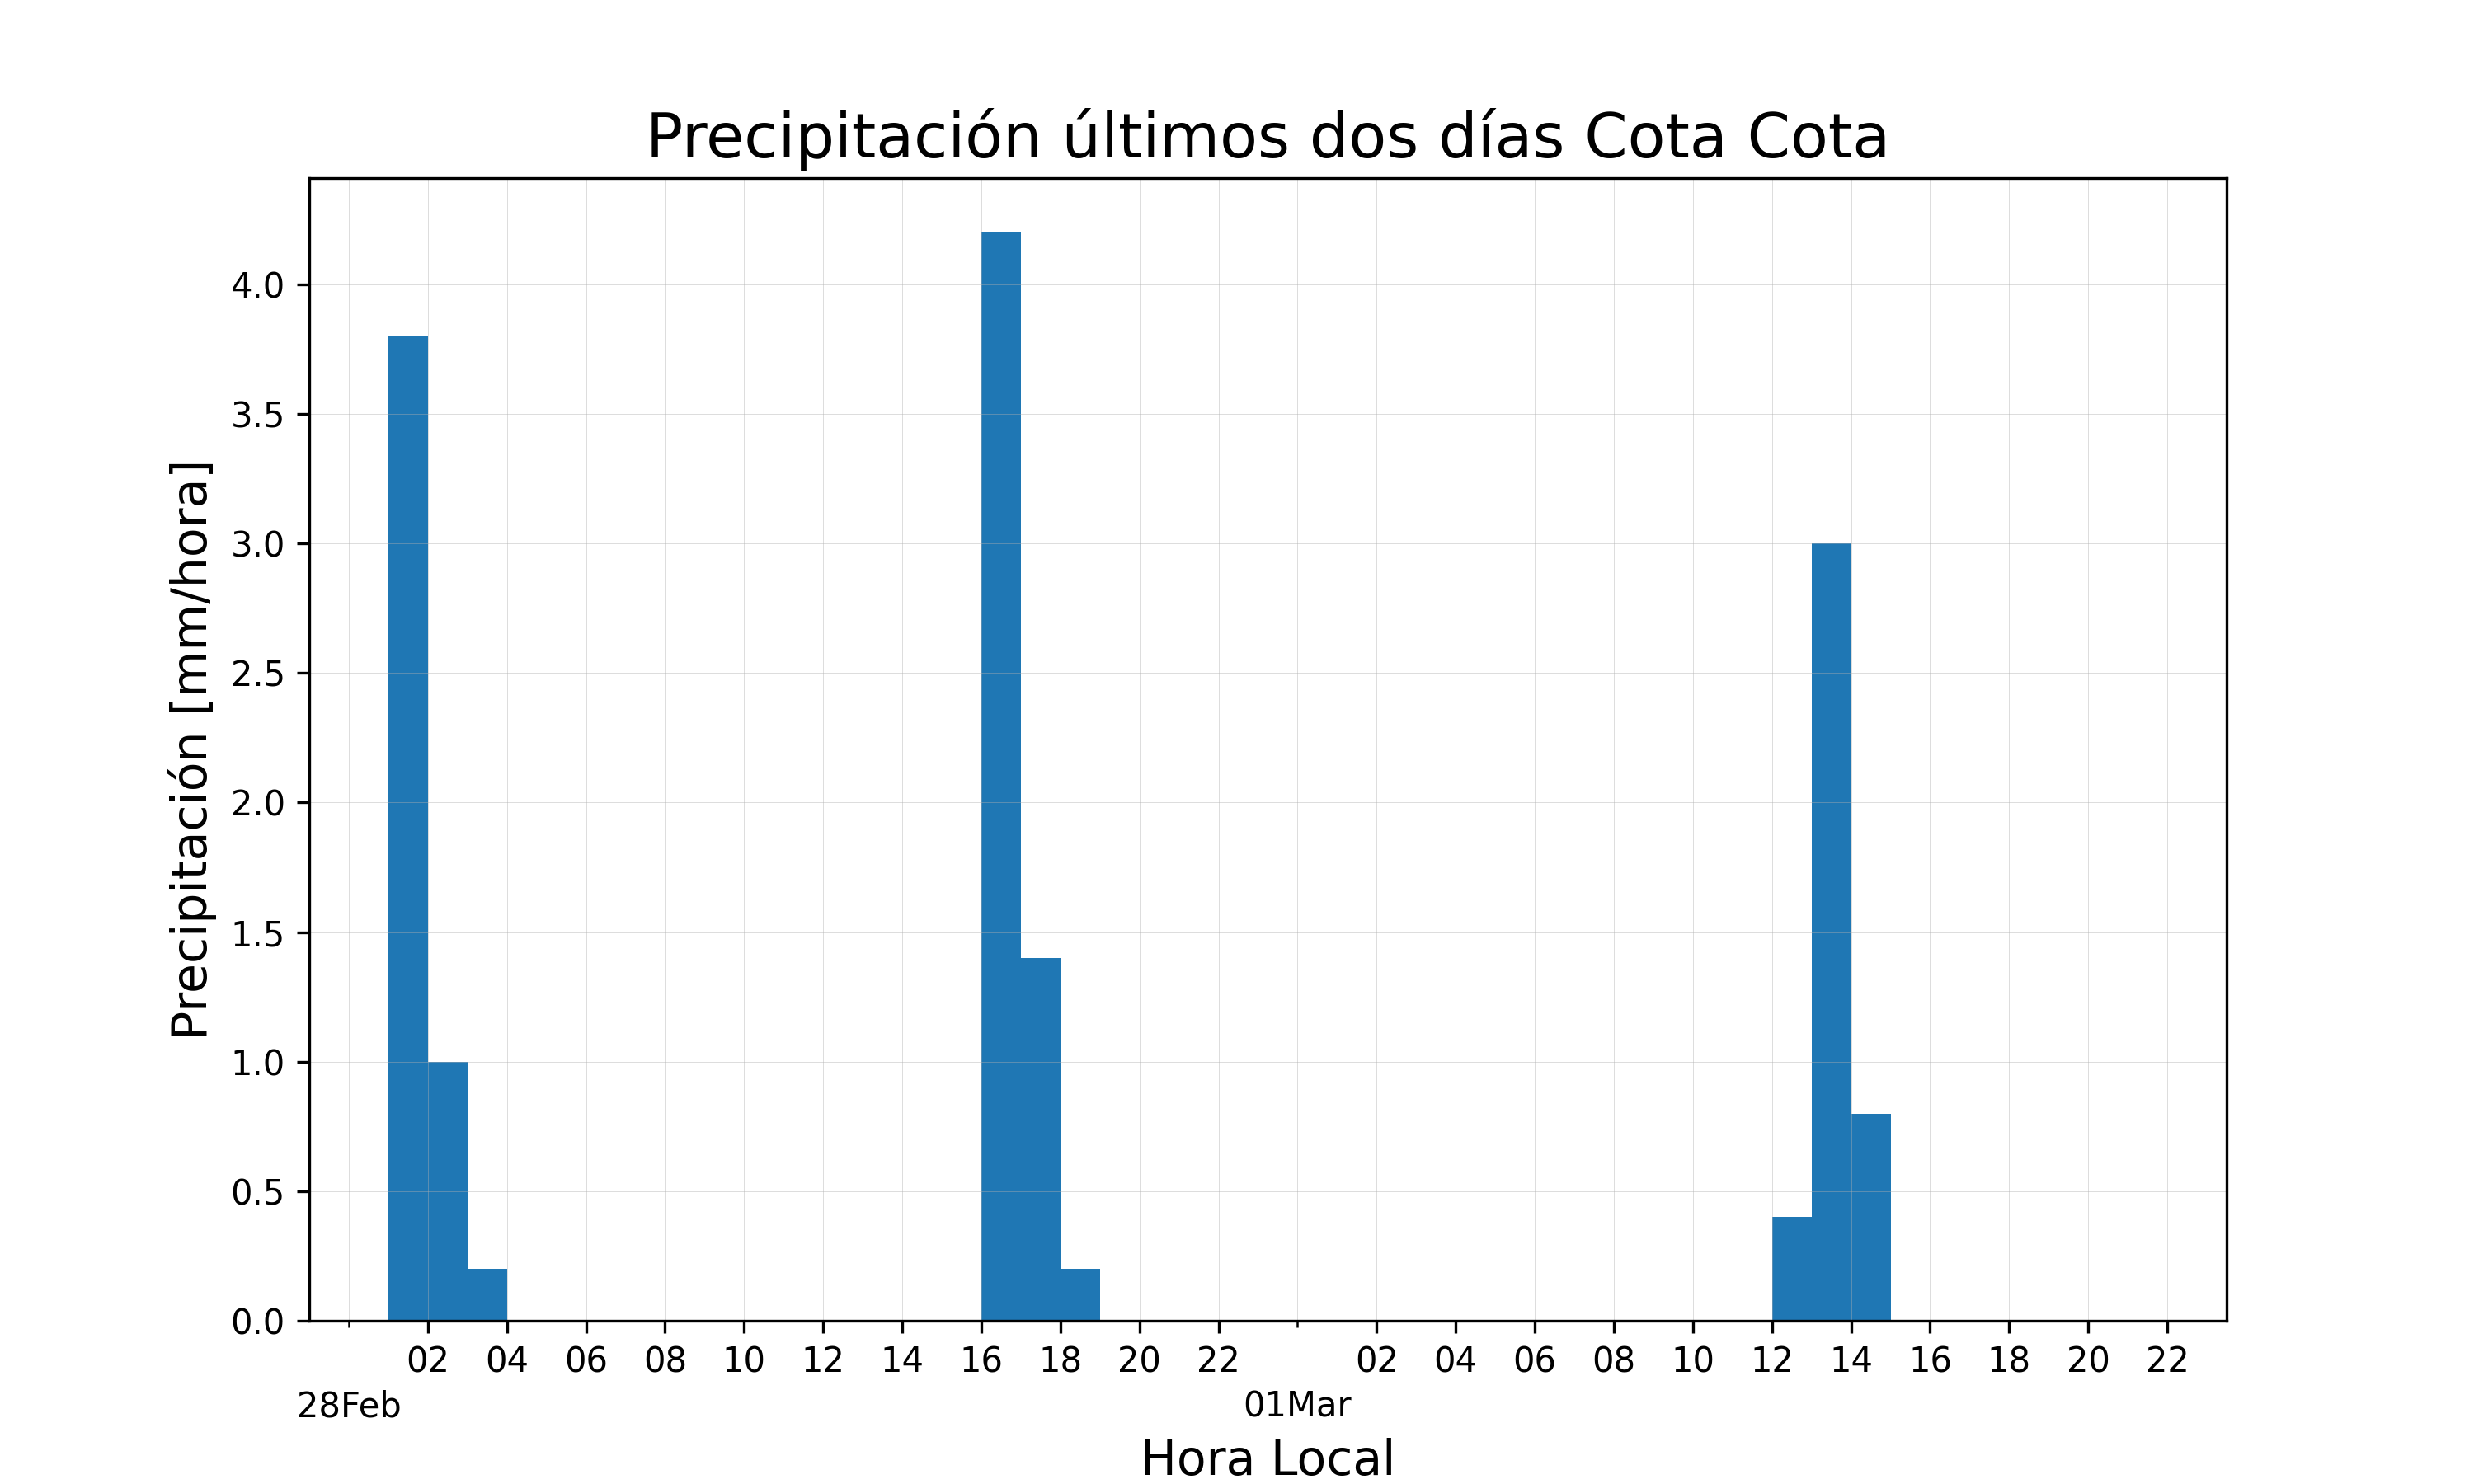 Precipitación últimos dos días Cota Cota
Precipitación [mm/hora]
4.0
3.5
3.0
2.5
2.0
1.5
1.0
0.5
0.0
02 04 06 08 10 12 14 16 18 20 22 02 04 06 08 10 12 14 16 18 20 22
28Feb 01Mar
Hora Local